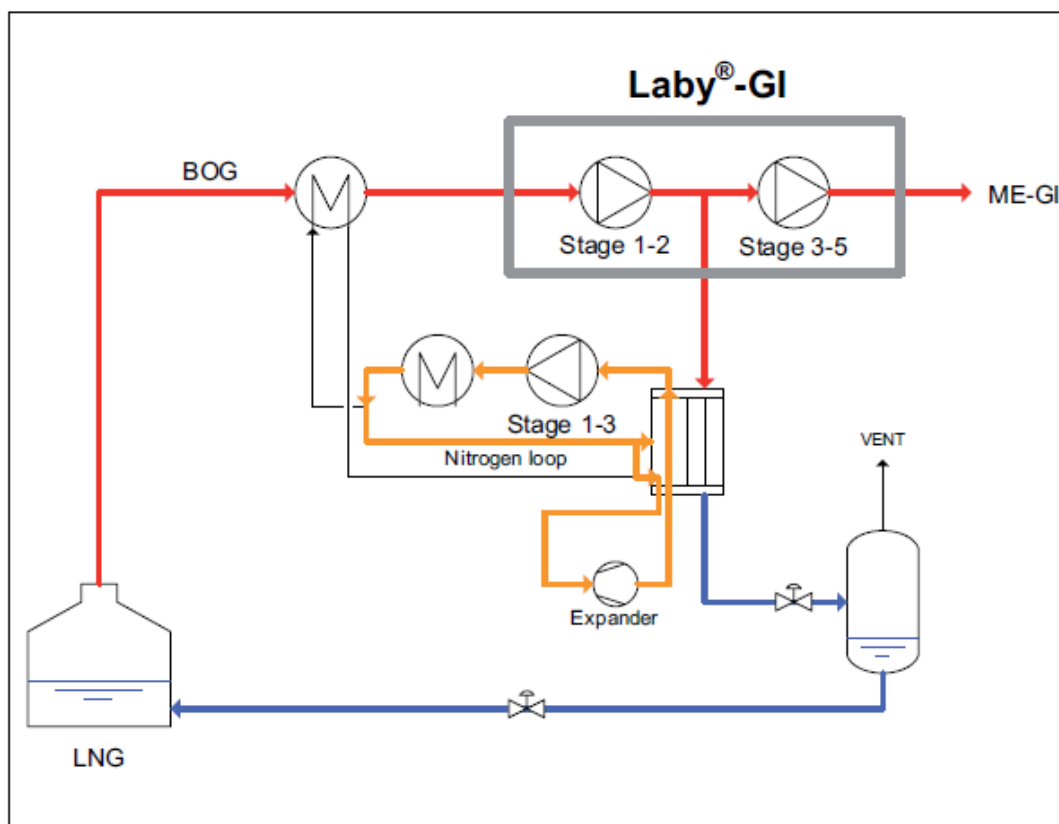 Laby®-GI
BOG
ME-GI
Stage 1-2
Stage 3-5
Stage 1-3
Nitrogen loop
VENT
Expander
LNG